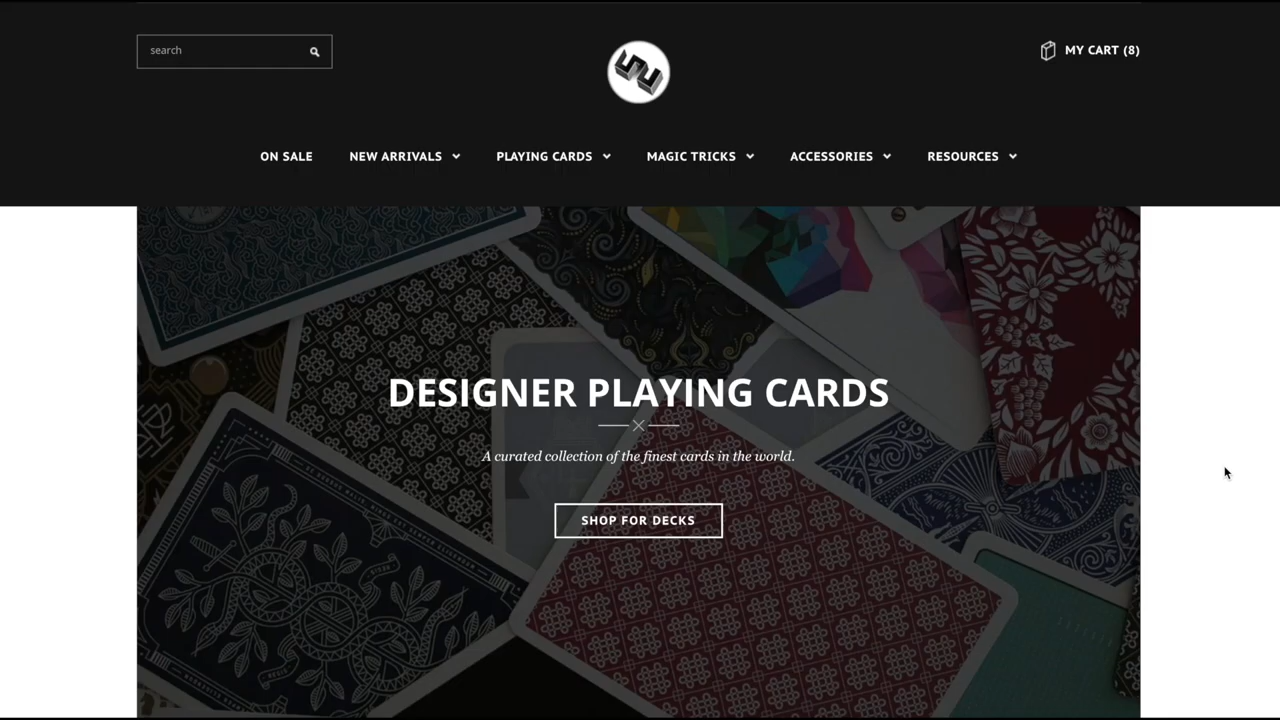 search
MY CART (8)
ON SALE
NEW ARRIVALS
PLAYING CARDS
MAGIC TRICKS
ACCESSORIES
RESOURCES
DESIGNER PLAYING CARDS
A curated collection of the finest cards in the world.
SHOP FOR DECKS